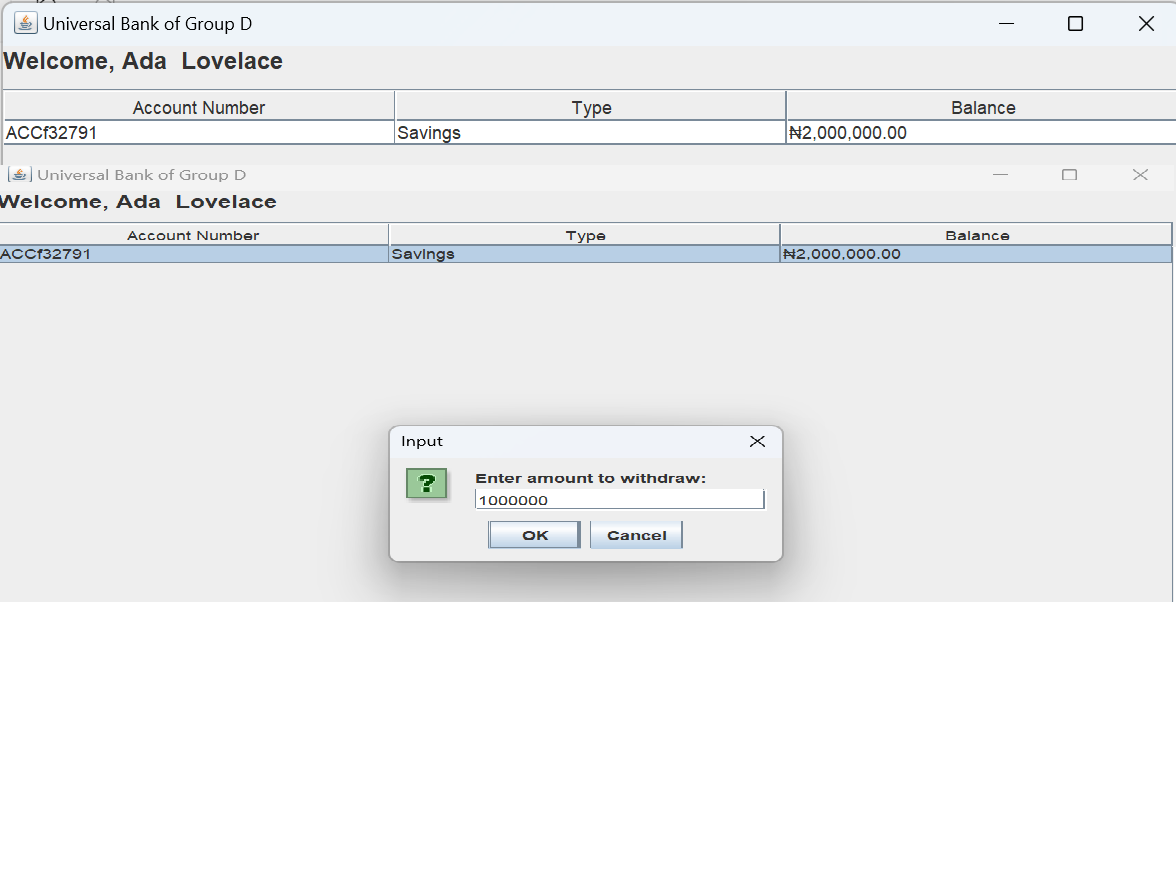 Universal Bank of Group D
Welcome, Ada  Lovelace
Account Number Type Balance
ACCf32791 Savings ₦2,000,000.00
Universal Bank of Group D
Welcome, Ada  Lovelace
Account Number Type Balance
ACCf32791 Savings ₦2,000,000.00
Input
?
Enter amount to withdraw:
1000000
OK Cancel